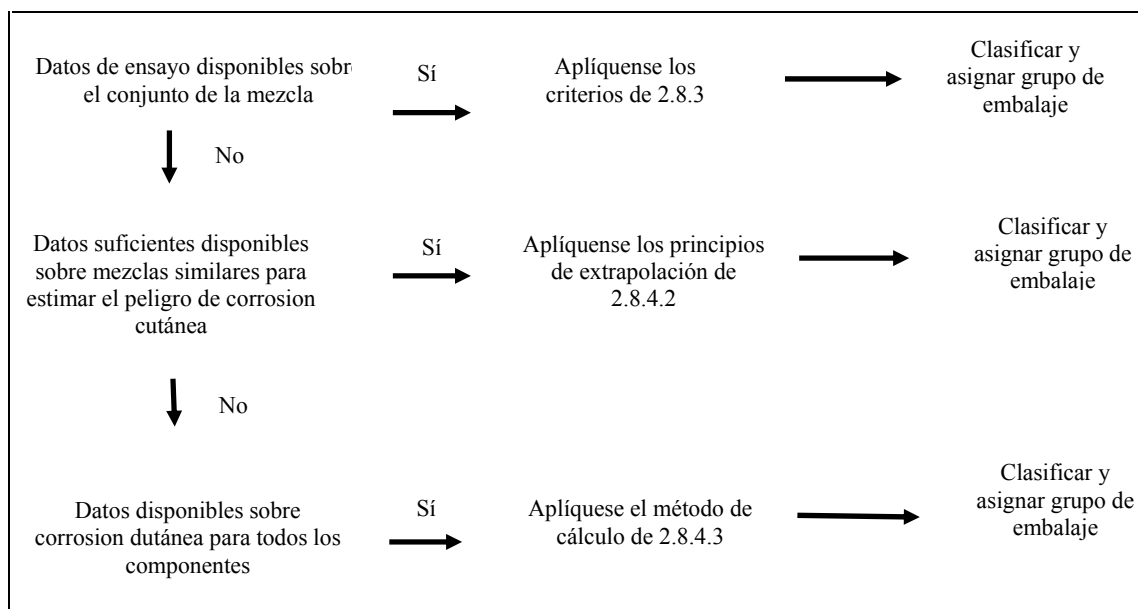 Datos de ensayo disponibles sobre
el conjunto de la mezcla
Sí
Aplíquense los
criterios de 2.8.3
Clasificar y
asignar grupo de
embalaje
No
Datos suficientes disponibles
sobre mezclas similares para
estimar el peligro de corrosion
cutánea
Sí
Aplíquense los principios
de extrapolación de
2.8.4.2
Clasificar y
asignar grupo de
embalaje
No
Datos disponibles sobre
corrosion dutánea para todos los
componentes
Sí
Aplíquese el método de
cálculo de 2.8.4.3
Clasificar y
asignar grupo de
embalaje